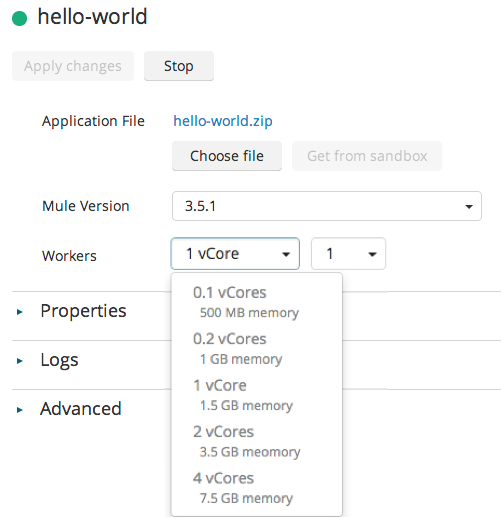 hello-world
Apply changes Stop
Application File hello-world.zip
Choose file Get from sandbox
Mule Version 3.5.1
Workers 1 vCore 1
0.1 vCores
500 MB memory
0.2 vCores
1 GB memory
1 vCore
1.5 GB memory
2 vCores
3.5 GB meomory
4 vCores
7.5 GB memory
Properties
Logs
Advanced